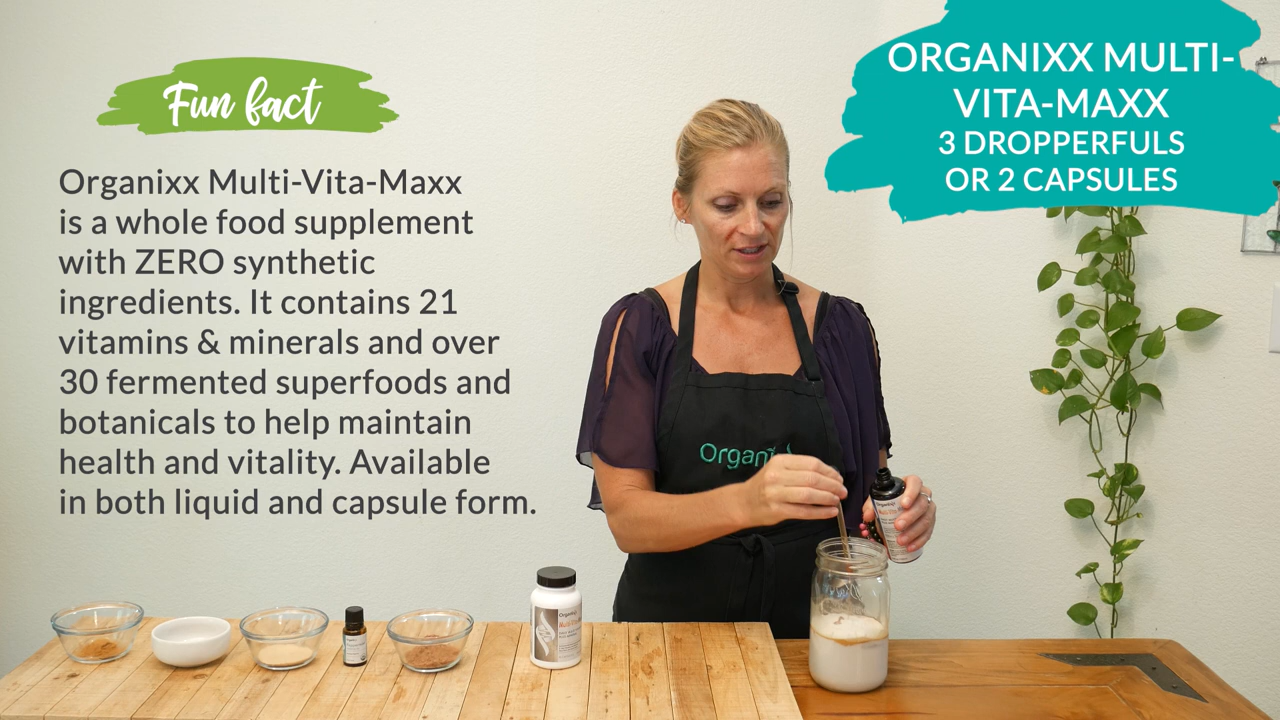 Fun fact
Organixx Multi-Vita-Maxx
is a whole food supplement
with ZERO synthetic
ingredients. It contains 21
vitamins & minerals and over
30 fermented superfoods and
botanicals to help maintain
health and vitality. Available
in both liquid and capsule form.
ORGANIXX MULTI-
VITA-MAXX
3 DROPPERFULS
OR 2 CAPSULES